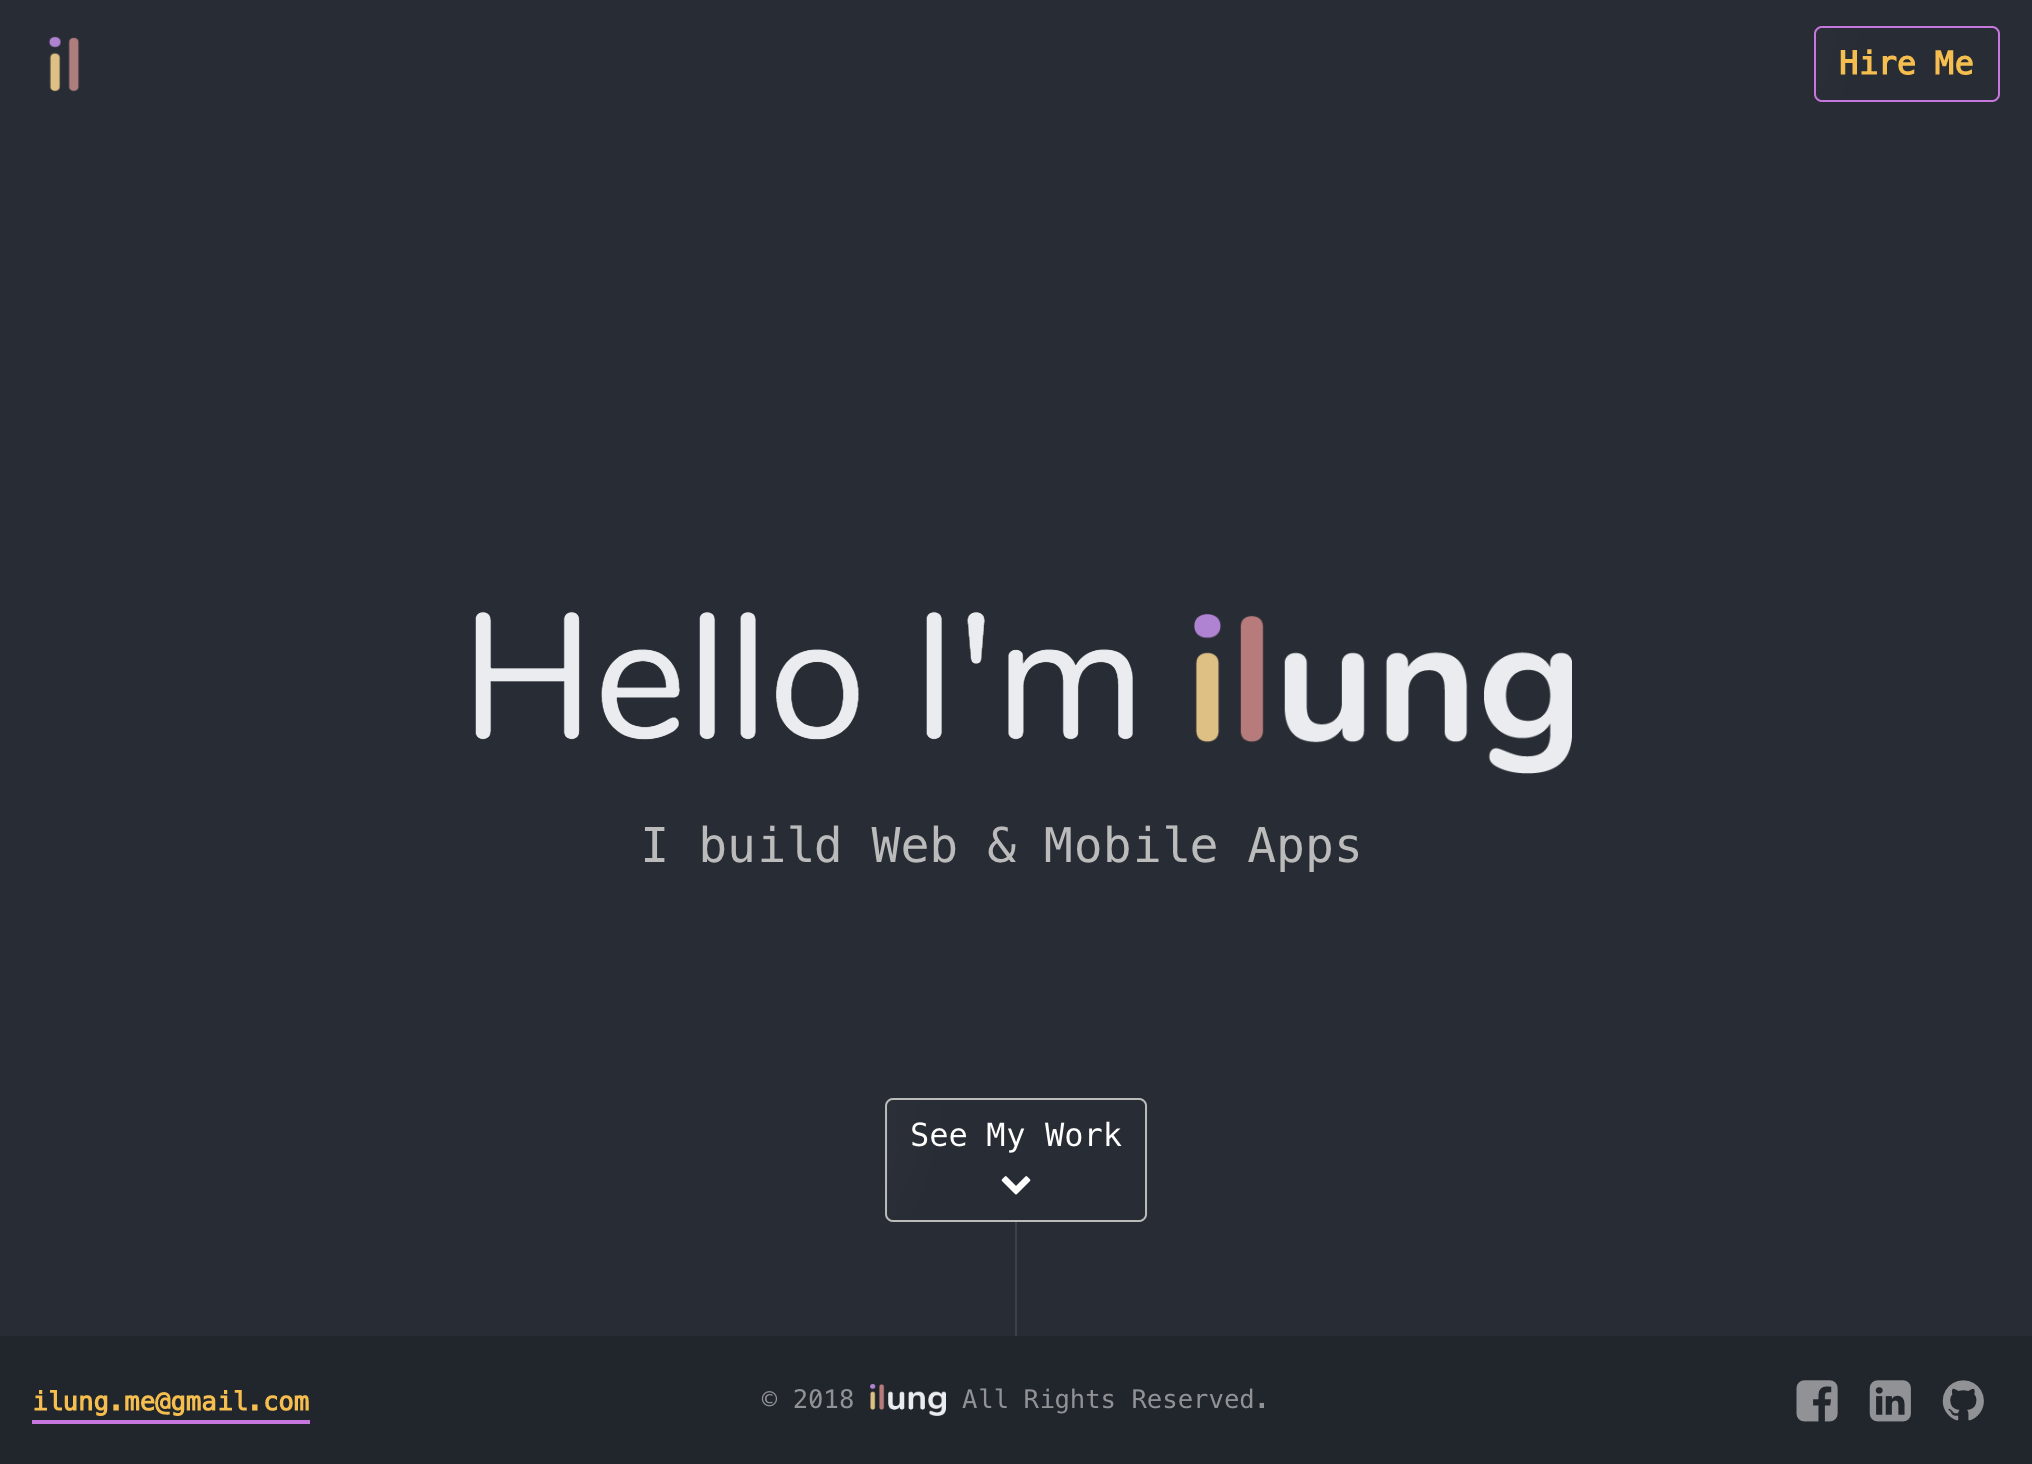 il
Hire Me
Hello I'm ilung
I build Web & Mobile Apps
See My Work
ilung.me@gmail.com
© 2018 ilung All Rights Reserved.
in